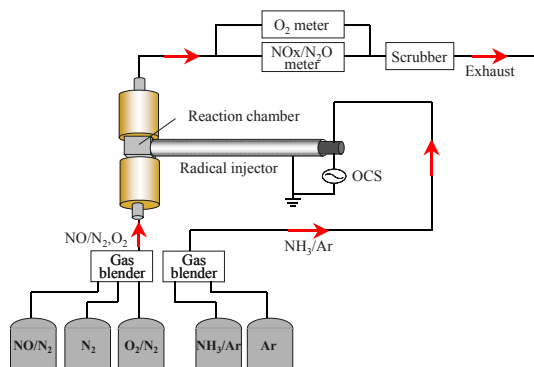 O₂ meter
NOx/N₂O
meter
Scrubber
Exhaust
Reaction chamber
Radical injector
OCS
NO/N₂,O₂
NH₃/Ar
Gas
blender
Gas
blender
NO/N₂
N₂
O₂/N₂
NH₃/Ar
Ar